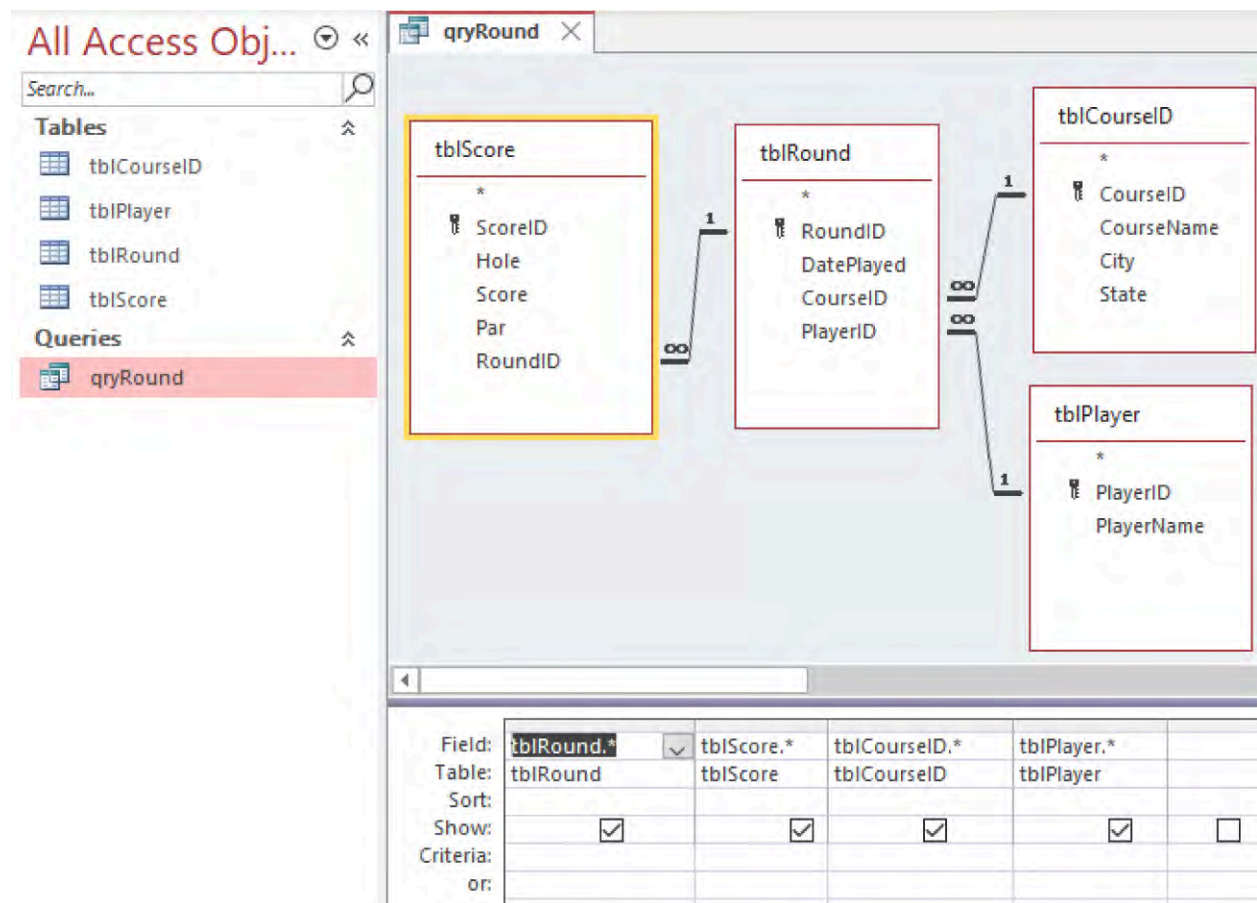 All Access Obj...
Search...
Tables
tblCourseID
tblPlayer
tblRound
tblScore
Queries
qryRound
qryRound
tblScore
*
ScoreID
Hole
Score
Par
RoundID
∞
1
tblRound
*
RoundID
DatePlayed
CourseID
PlayerID
∞
∞
1
1
tblCourseID
*
CourseID
CourseName
City
State
tblPlayer
*
PlayerID
PlayerName
Field: tblRound.* tblScore.* tblCourseID.* tblPlayer.*
Table: tblRound tblScore tblCourseID tblPlayer
Sort:
Show:
Criteria:
or: